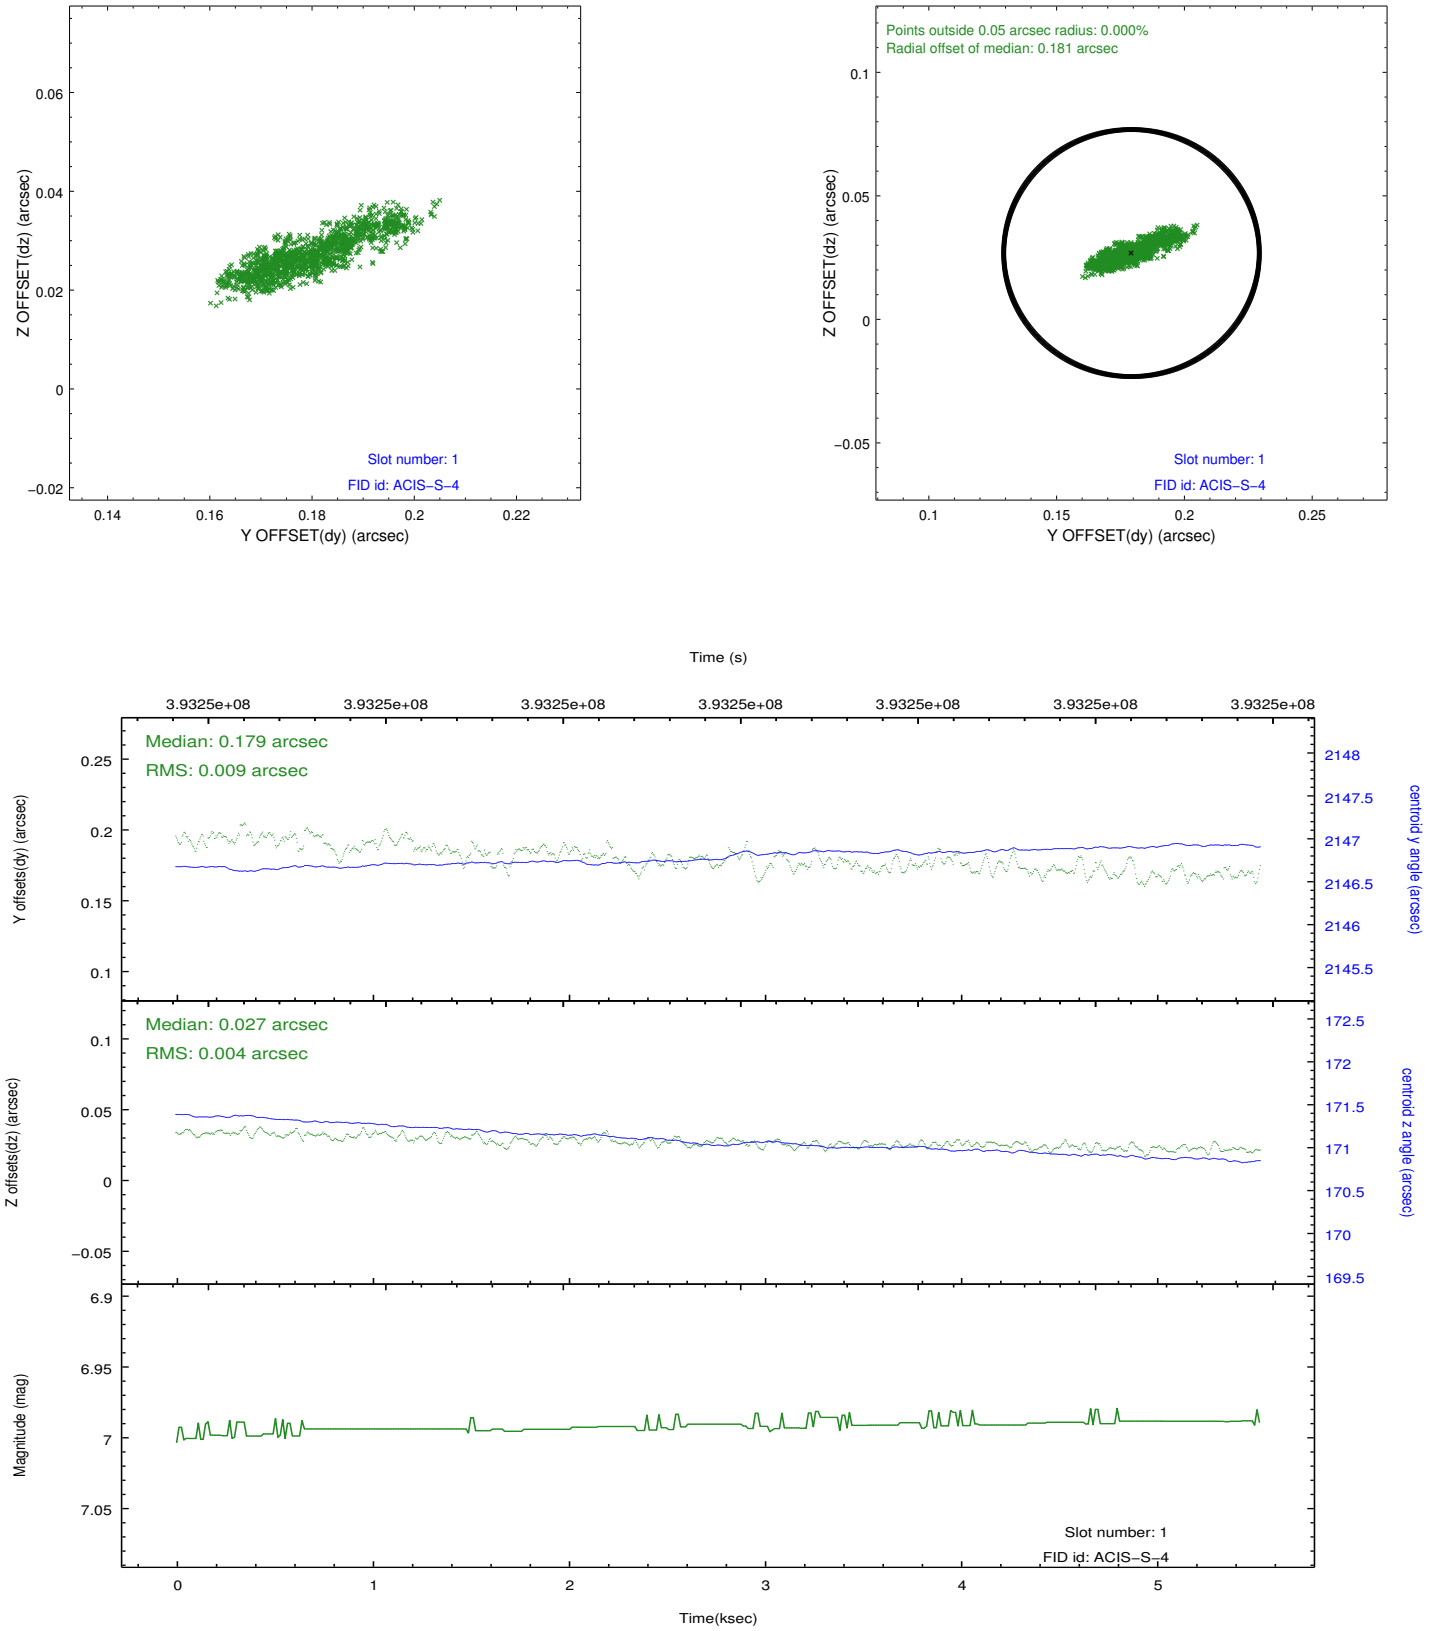 0.06
0.04
0.02
0
−0.02
Z OFFSET(dz) (arcsec)
Slot number: 1
FID id: ACIS−S−4
0.14
0.16
0.18
0.2
0.22
Y OFFSET(dy) (arcsec)
Points outside 0.05 arcsec radius: 0.000%
Radial offset of median: 0.181 arcsec
0.1
0.05
0
−0.05
Z OFFSET(dz) (arcsec)
Slot number: 1
FID id: ACIS−S−4
0.1
0.15
0.2
0.25
Y OFFSET(dy) (arcsec)
Time (s)
3.9325e+08
3.9325e+08
3.9325e+08
3.9325e+08
3.9325e+08
3.9325e+08
3.9325e+08
Median: 0.179 arcsec
RMS: 0.009 arcsec
0.25
0.2
0.15
0.1
Y offsets(dy) (arcsec)
2148
2147.5
2147
2146.5
2146
2145.5
centroid y angle (arcsec)
Median: 0.027 arcsec
RMS: 0.004 arcsec
0.1
0.05
0
−0.05
Z offsets(dz) (arcsec)
172.5
172
171.5
171
170.5
170
169.5
centroid z angle (arcsec)
6.9
6.95
7
7.05
Magnitude (mag)
Slot number: 1
FID id: ACIS−S−4
0
1
2
3
4
5
Time(ksec)